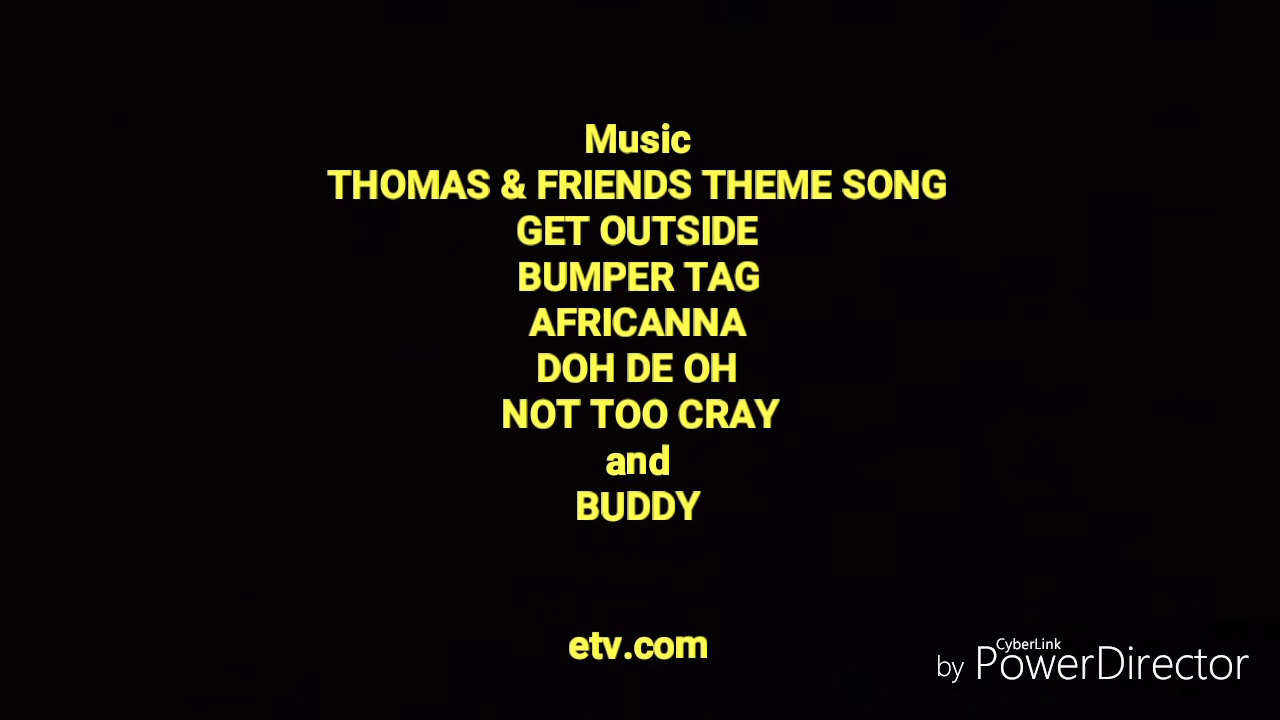 Music
THOMAS & FRIENDS THEME SONG
GET OUTSIDE
BUMPER TAG
AFRICANNA
DOH DE OH
NOT TOO CRAY
and
BUDDY
etv.com
CyberLink
by PowerDirector